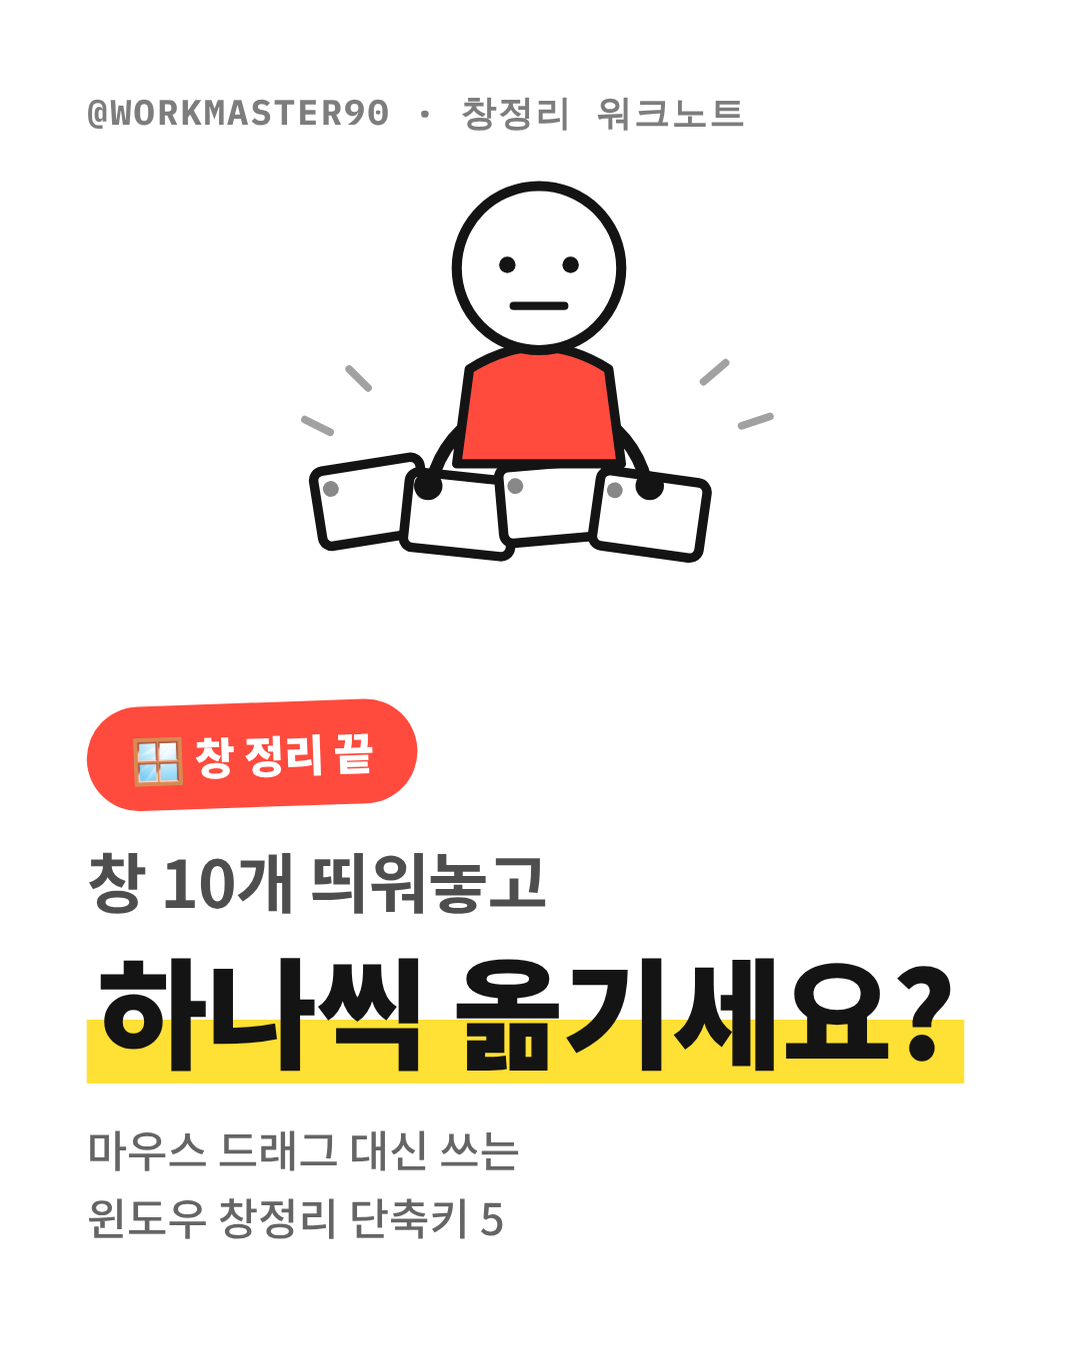 @WORKMASTER90 · 창정리 워크노트
🪟 창 정리 끝
창 10개 띄워놓고
하나씩 옮기세요?
마우스 드래그 대신 쓰는
윈도우 창정리 단축키 5